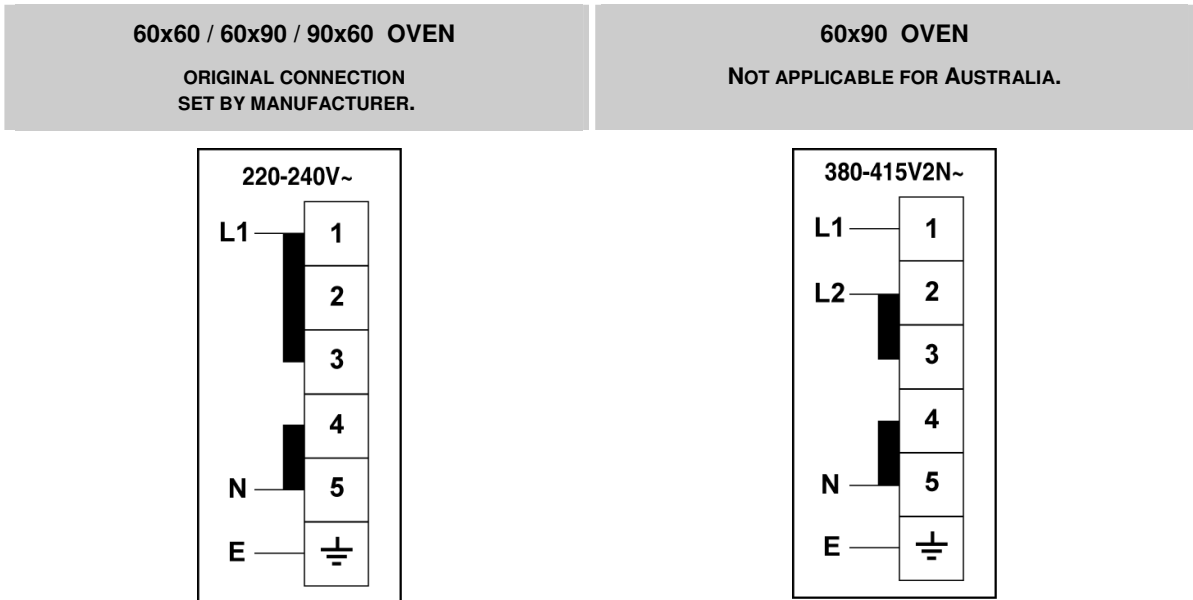 60x60 / 60x90 / 90x60 OVEN
ORIGINAL CONNECTION
SET BY MANUFACTURER.
220-240V~
L1
1
2
3
4
N
5
E
60x90 OVEN
NOT APPLICABLE FOR AUSTRALIA.
380-415V2N~
L1
1
L2
2
3
4
N
5
E